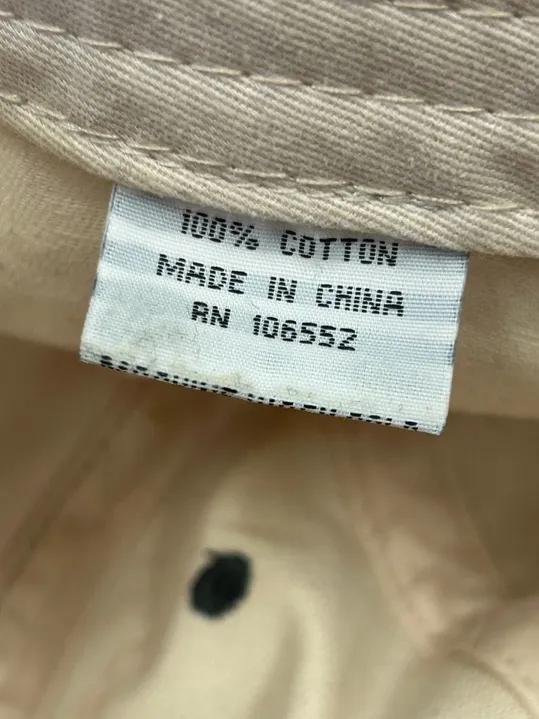 100% COTTON
MADE IN CHINA
RN 106552